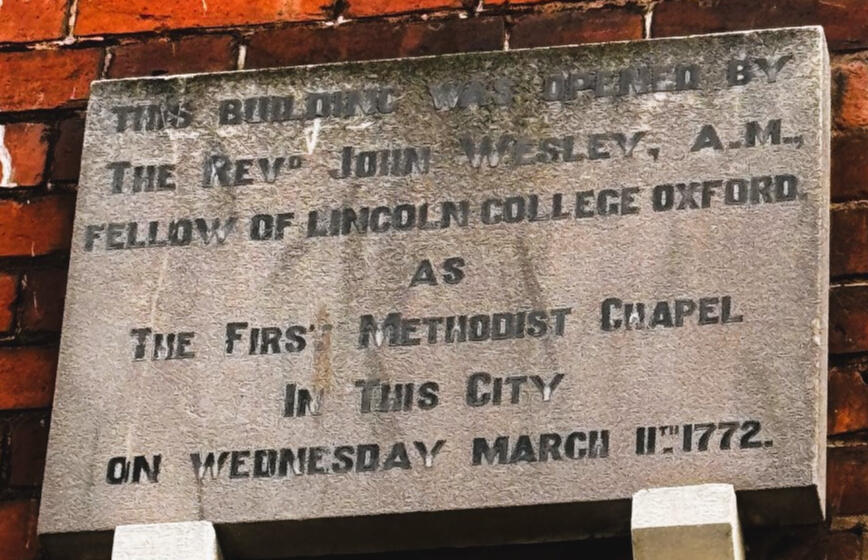 THIS BUILDING WAS OPENED BY
THE REVD JOHN WESLEY, A.M.,
FELLOW OF LINCOLN COLLEGE OXFORD.
AS
THE FIRST METHODIST CHAPEL
IN THIS CITY
ON WEDNESDAY MARCH 11TH 1772.